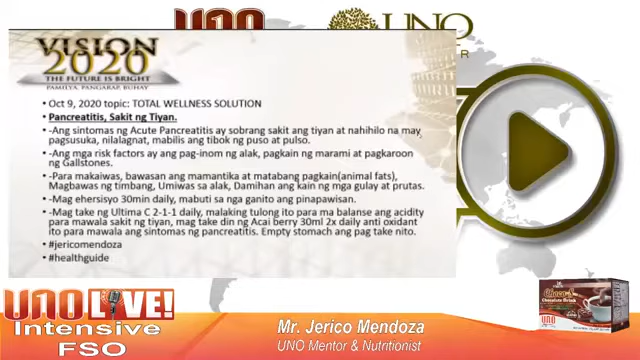 UNO
UNO
VISION
2020
THE FUTURE IS BRIGHT
PAMILYA, PANGARAP, BUHAY
• Oct 9, 2020 topic: TOTAL WELLNESS SOLUTION
• Pancreatitis, Sakit ng Tiyan.
• -Ang sintomas ng Acute Pancreatitis ay sobrang sakit ang tiyan at nahihilo na may
pagsusuka, nilalagnat, mabilis ang tibok ng puso at pulso.
• -Ang mga risk factors ay ang pag-inom ng alak, pagkain ng marami at pagkaroon
ng Gallstones.
• -Para makaiwas, bawasan ang mamantika at matabang pagkain(animal fats),
Magbawas ng timbang, Umiwas sa alak, Damihan ang kain ng mga gulay at prutas.
• -Mag ehersisyo 30min daily, mabuti sa nga ganito ang pinapawisan.
• -Mag take ng Ultima C 2-1-1 daily, malaking tulong ito para ma balanse ang acidity
para mawala sakit ng tiyan, mag take din ng Acai berry 30ml 2x daily anti oxidant
ito para mawala ang sintomas ng pancreatitis. Empty stomach ang pag take nito.
• #jericomendoza
• #healthguide
UNO LIVE!
Intensive
FSO
Mr. Jerico Mendoza
UNO Mentor & Nutritionist
Chocolate Drink
UNO